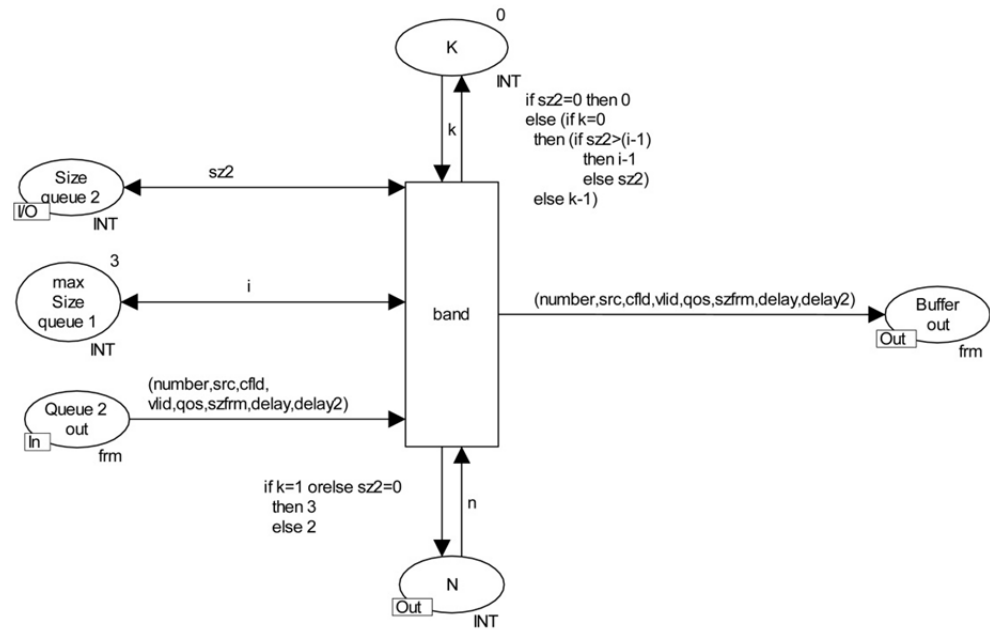 0
K
INT
k
if sz2=0 then 0
else (if k=0
then (if sz2>(i-1)
then i-1
else sz2)
else k-1)
Size
queue 2
I/O
INT
sz2
3
max
Size
queue 1
INT
i
band
(number,src,cfld,vlid,qos,szfrm,delay,delay2)
Buffer
out
Out
frm
(number,src,cfld,
vlid,qos,szfrm,delay,delay2)
Queue 2
out
In
frm
if k=1 orelse sz2=0
then 3
else 2
n
N
Out
INT